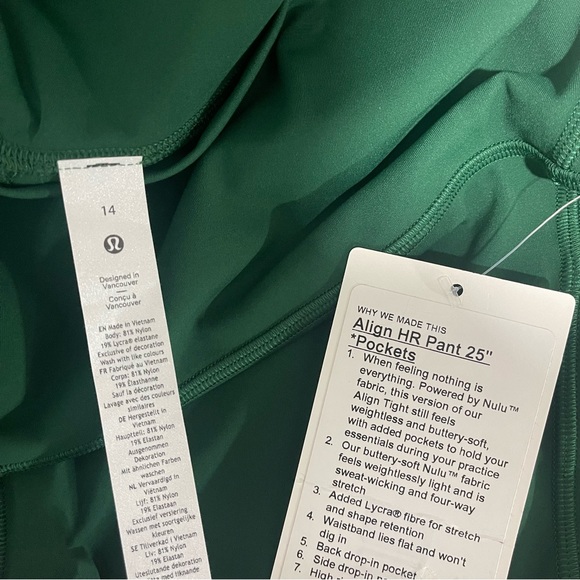 14
Designed in
Vancouver
Conçu à
Vancouver
EN Made in Vietnam
Body: 81% Nylon
19% Lycra® elastane
Exclusive of decoration
Wash with like colours
FR Fabriqué au Vietnam
Corps: 81% Nylon
19% Élasthanne
Sauf la décoration
Lavage avec des couleurs
similaires
DE Hergestellt in
Vietnam
Hauptteil: 81% Nylon
19% Elastan
Ausgenommen
Dekoration
Mit ähnlichen Farben
waschen
NL Vervaardigd in
Viëtnam
Lijf: 81% Nylon
19% Elastaan
Exclusief versiering
Wassen met soortgelijke
kleuren
SE Tillverkad i Vietnam
Liv: 81% Nylon
19% Elastan
Uteslutande dekoration
WHY WE MADE THIS
Align HR Pant 25"
*Pockets
1. When feeling nothing is
everything. Powered by Nulu™
fabric, this version of our
Align Tight still feels
weightless and buttery-soft,
with added pockets to hold your
essentials during your practice
2. Our buttery-soft Nulu™ fabric
feels weightlessly light and is
sweat-wicking and four-way
stretch
3. Added Lycra® fibre for stretch
and shape retention
4. Waistband lies flat and won't
dig in
5. Back drop-in pocket
6. Side drop-in pocket
7. High